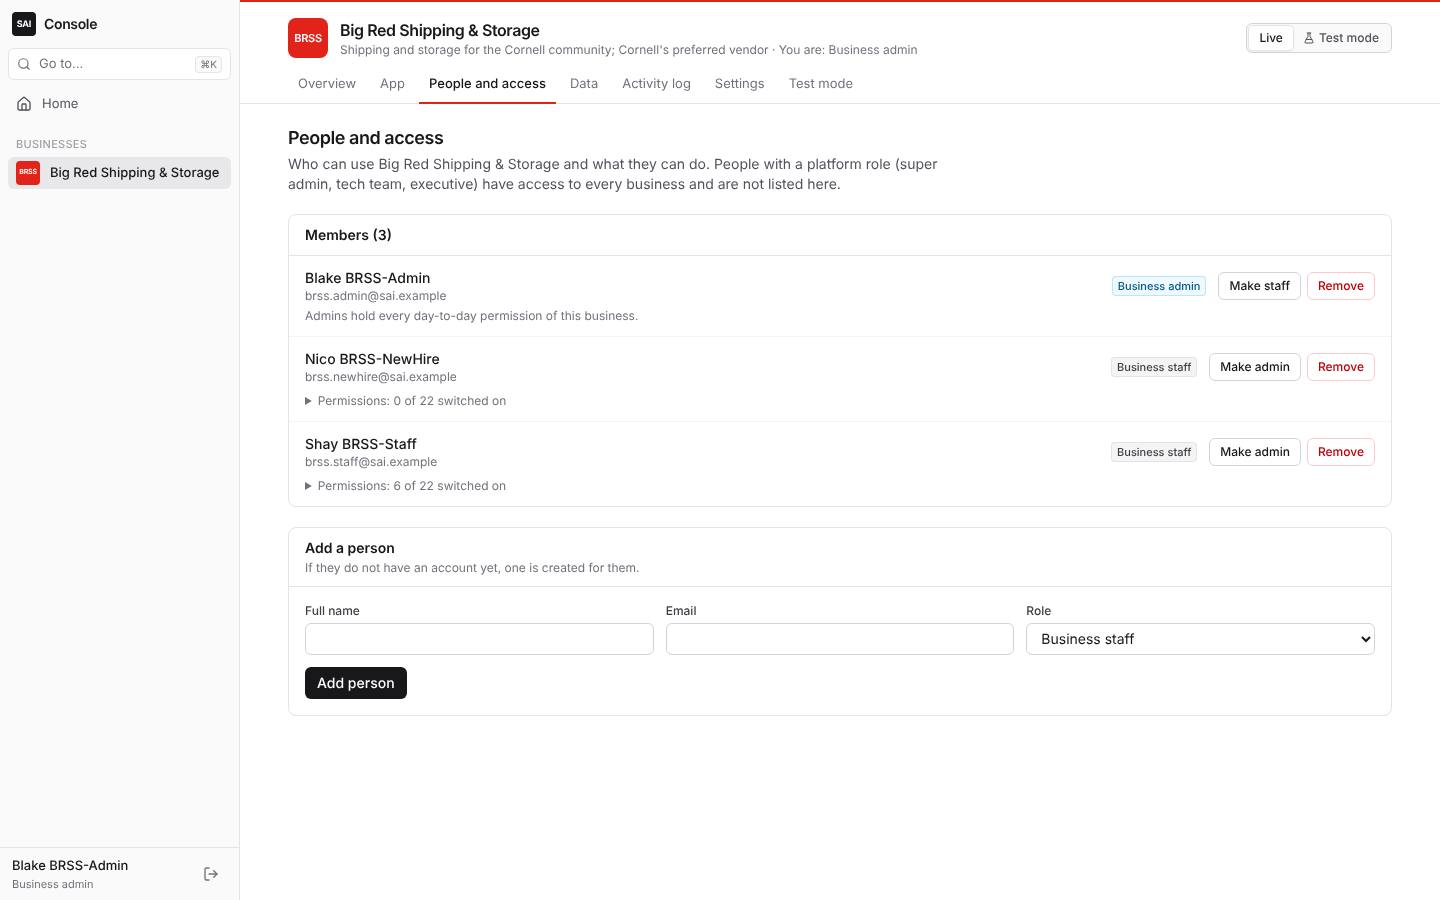 SAI Console
Go to... ⌘K
Home
BUSINESSES
BRSS Big Red Shipping & Storage
Blake BRSS-Admin
Business admin
BRSS
Big Red Shipping & Storage
Shipping and storage for the Cornell community; Cornell's preferred vendor · You are: Business admin
Live Test mode
Overview App People and access Data Activity log Settings Test mode
People and access
Who can use Big Red Shipping & Storage and what they can do. People with a platform role (super
admin, tech team, executive) have access to every business and are not listed here.
Members (3)
Blake BRSS-Admin
brss.admin@sai.example
Admins hold every day-to-day permission of this business.
Business admin Make staff Remove
Nico BRSS-NewHire
brss.newhire@sai.example
Permissions: 0 of 22 switched on
Business staff Make admin Remove
Shay BRSS-Staff
brss.staff@sai.example
Permissions: 6 of 22 switched on
Business staff Make admin Remove
Add a person
If they do not have an account yet, one is created for them.
Full name Email Role
Business staff
Add person